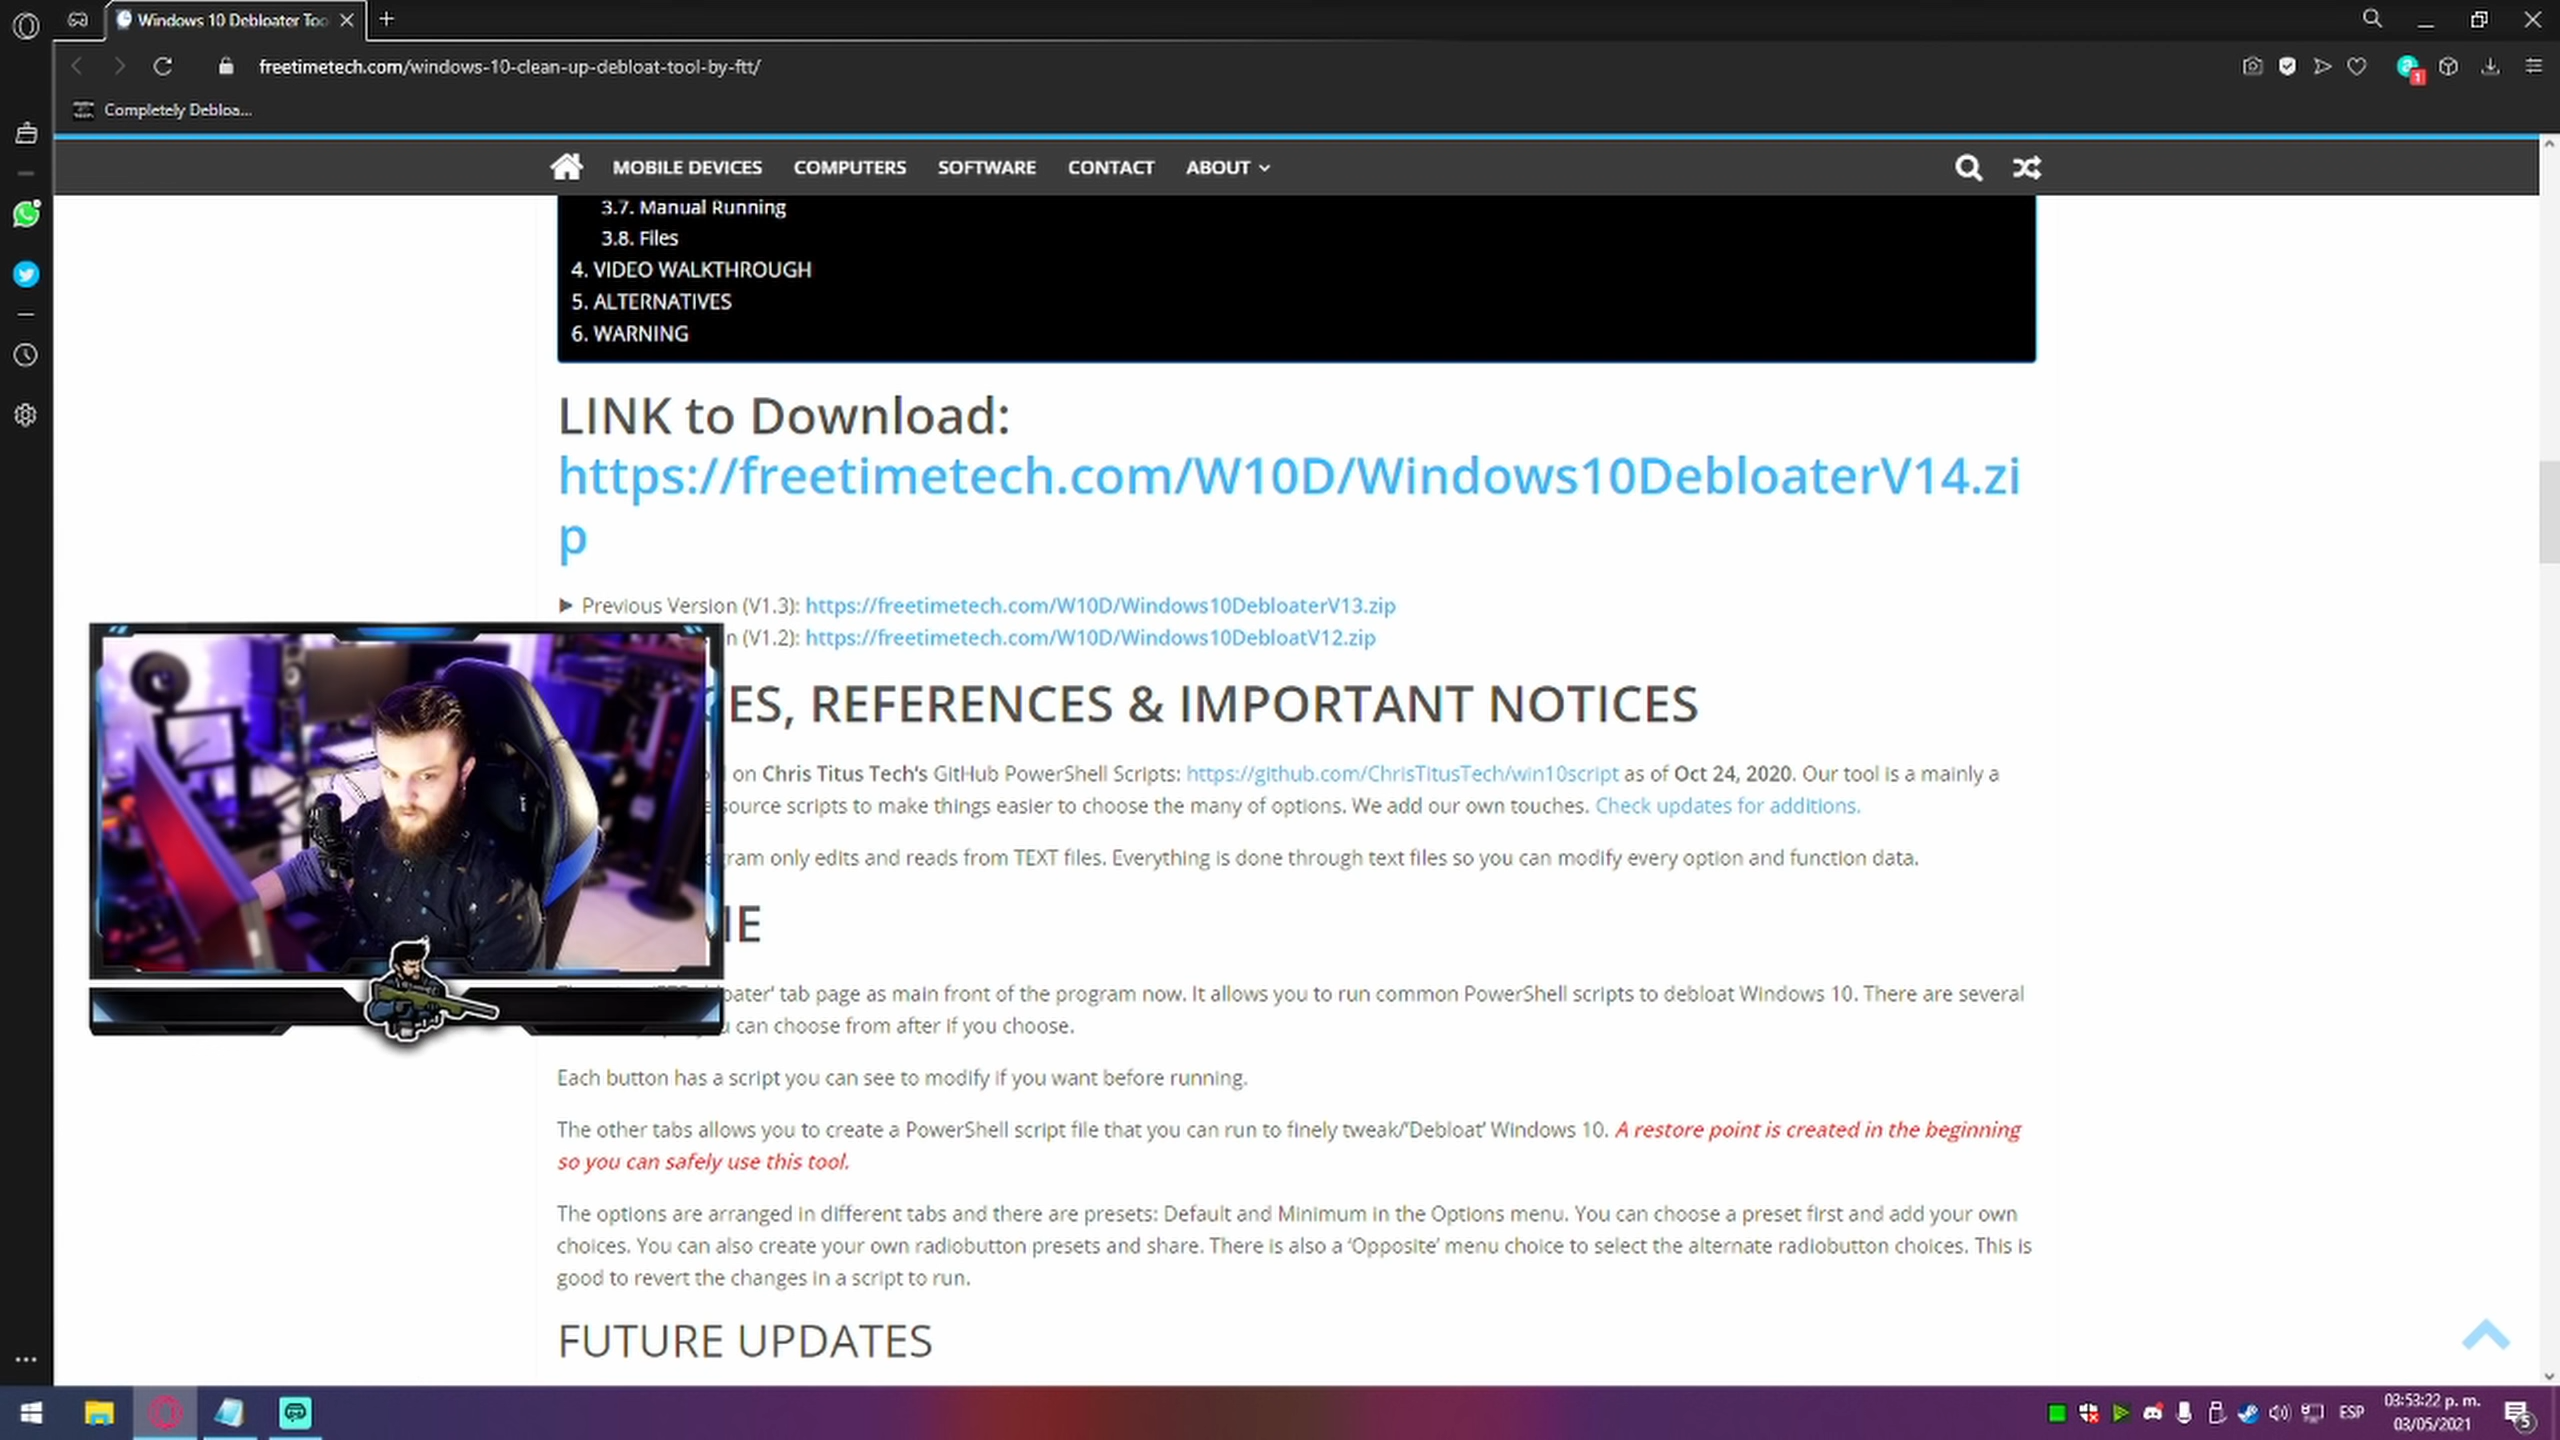 Windows 10 Debloater Too
freetimetech.com/windows-10-clean-up-debloat-tool-by-ftt/
1
Completely Debloa...
MOBILE DEVICES COMPUTERS SOFTWARE CONTACT ABOUT
3.7. Manual Running
3.8. Files
4. VIDEO WALKTHROUGH
5. ALTERNATIVES
6. WARNING
LINK to Download:
https://freetimetech.com/W10D/Windows10DebloaterV14.zi
p
▶ Previous Version (V1.3): https://freetimetech.com/W10D/Windows10DebloaterV13.zip
n (V1.2): https://freetimetech.com/W10D/Windows10DebloatV12.zip
ES, REFERENCES & IMPORTANT NOTICES
on Chris Titus Tech's GitHub PowerShell Scripts: https://github.com/ChrisTitusTech/win10script as of Oct 24, 2020. Our tool is a mainly a
source scripts to make things easier to choose the many of options. We add our own touches. Check updates for additions.
gram only edits and reads from TEXT files. Everything is done through text files so you can modify every option and function data.
ME
loater' tab page as main front of the program now. It allows you to run common PowerShell scripts to debloat Windows 10. There are several
can choose from after if you choose.
Each button has a script you can see to modify if you want before running.
The other tabs allows you to create a PowerShell script file that you can run to finely tweak/'Debloat' Windows 10. A restore point is created in the beginning
so you can safely use this tool.
The options are arranged in different tabs and there are presets: Default and Minimum in the Options menu. You can choose a preset first and add your own
choices. You can also create your own radiobutton presets and share. There is also a 'Opposite' menu choice to select the alternate radiobutton choices. This is
good to revert the changes in a script to run.
FUTURE UPDATES
ESP
03:53:22 p. m.
03/05/2021
5